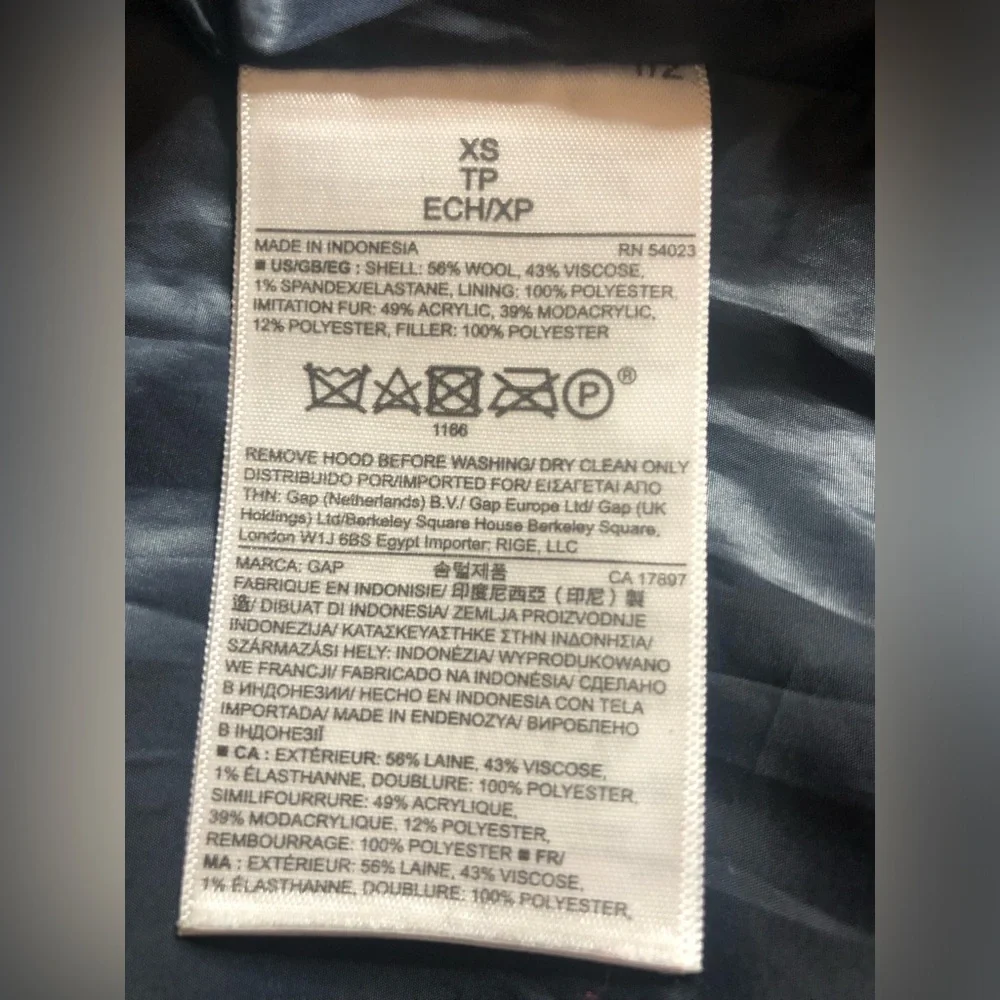 1/2
XS
TP
ECH/XP
MADE IN INDONESIA RN 54023
■ US/GB/EG : SHELL: 56% WOOL, 43% VISCOSE,
1% SPANDEX/ELASTANE, LINING: 100% POLYESTER,
IMITATION FUR: 49% ACRYLIC, 39% MODACRYLIC,
12% POLYESTER, FILLER: 100% POLYESTER
P ®
1166
REMOVE HOOD BEFORE WASHING/ DRY CLEAN ONLY
DISTRIBUIDO POR/IMPORTED FOR/ ΕΙΣΑΓΕΤΑΙ ΑΠΟ
ΤΗΝ: Gap (Netherlands) B.V./ Gap Europe Ltd/ Gap (UK
Holdings) Ltd/Berkeley Square House Berkeley Square,
London W1J 6BS Egypt Importer: RIGE, LLC
MARCA: GAP 솜털제품 CA 17897
FABRIQUE EN INDONISIE/ 印度尼西亞（印尼）製
造/ DIBUAT DI INDONESIA/ ZEMLJA PROIZVODNJE
INDONEZIJA/ ΚΑΤΑΣΚΕΥΑΣΤΗΚΕ ΣΤΗΝ ΙΝΔΟΝΗΣΙΑ/
SZÁRMAZÁSI HELY: INDONÉZIA/ WYPRODUKOWANO
WE FRANCJI/ FABRICADO NA INDONÉSIA/ СДЕЛАНО
В ИНДОНЕЗИИ/ HECHO EN INDONESIA CON TELA
IMPORTADA/ MADE IN ENDENOZYA/ ВИРОБЛЕНО
В ІНДОНЕЗІЇ
■ CA : EXTÉRIEUR: 56% LAINE, 43% VISCOSE,
1% ÉLASTHANNE, DOUBLURE: 100% POLYESTER,
SIMILIFOURRURE: 49% ACRYLIQUE,
39% MODACRYLIQUE, 12% POLYESTER,
REMBOURRAGE: 100% POLYESTER ■ FR/
MA : EXTÉRIEUR: 56% LAINE, 43% VISCOSE,
1% ÉLASTHANNE, DOUBLURE: 100% POLYESTER,